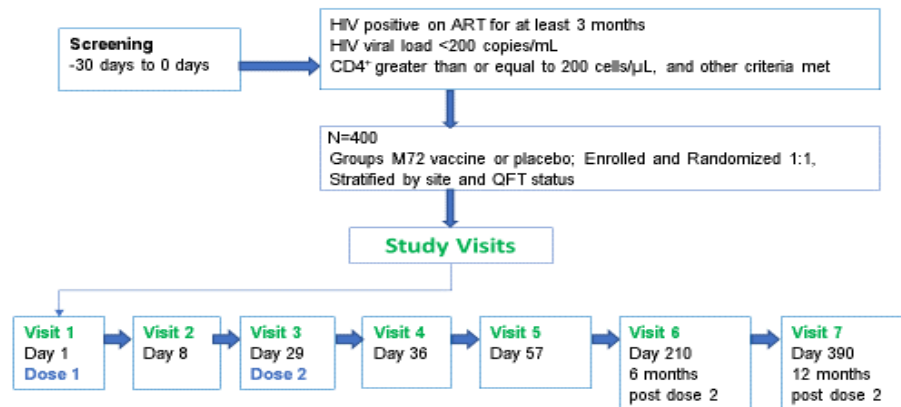 Screening
-30 days to 0 days
HIV positive on ART for at least 3 months
HIV viral load <200 copies/mL
CD4⁺ greater than or equal to 200 cells/µL, and other criteria met
N=400
Groups M72 vaccine or placebo; Enrolled and Randomized 1:1,
Stratified by site and QFT status
Study Visits
Visit 1
Day 1
Dose 1
Visit 2
Day 8
Visit 3
Day 29
Dose 2
Visit 4
Day 36
Visit 5
Day 57
Visit 6
Day 210
6 months
post dose 2
Visit 7
Day 390
12 months
post dose 2